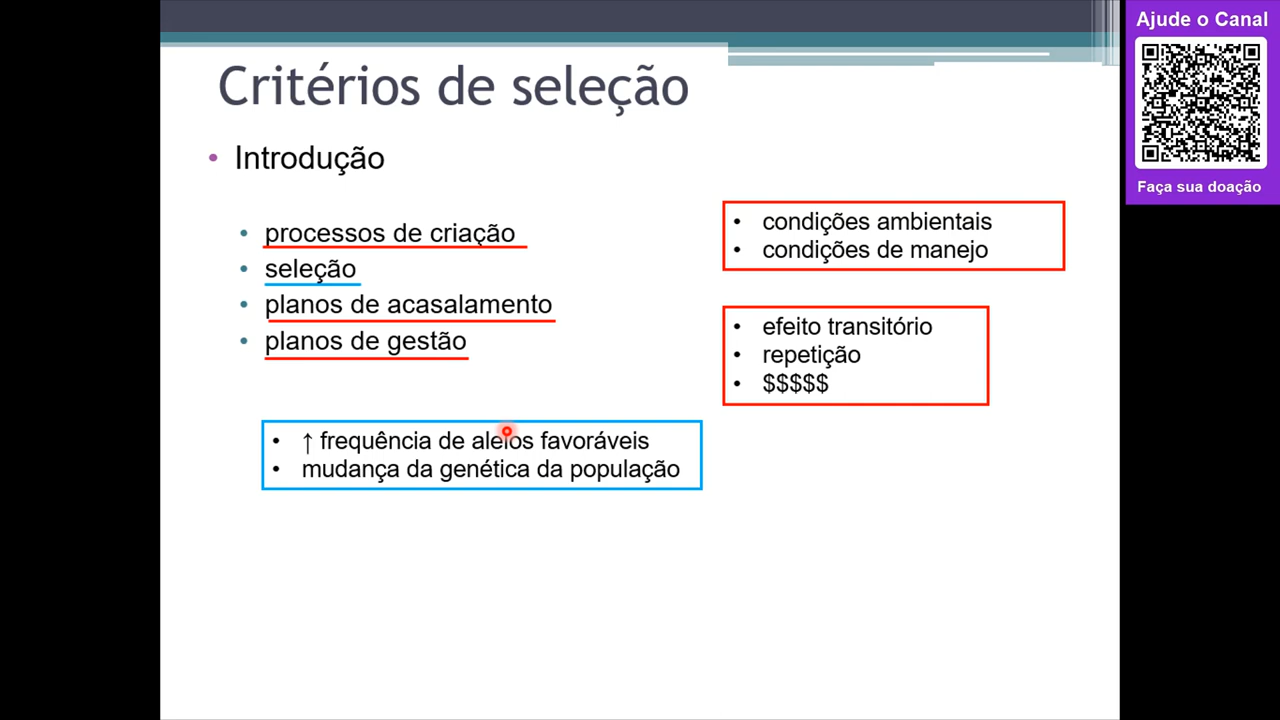 Critérios de seleção
• Introdução
• processos de criação
• seleção
• planos de acasalamento
• planos de gestão
• condições ambientais
• condições de manejo
• efeito transitório
• repetição
• $$$$$
• ↑ frequência de alelos favoráveis
• mudança da genética da população
Ajude o Canal
Faça sua doação